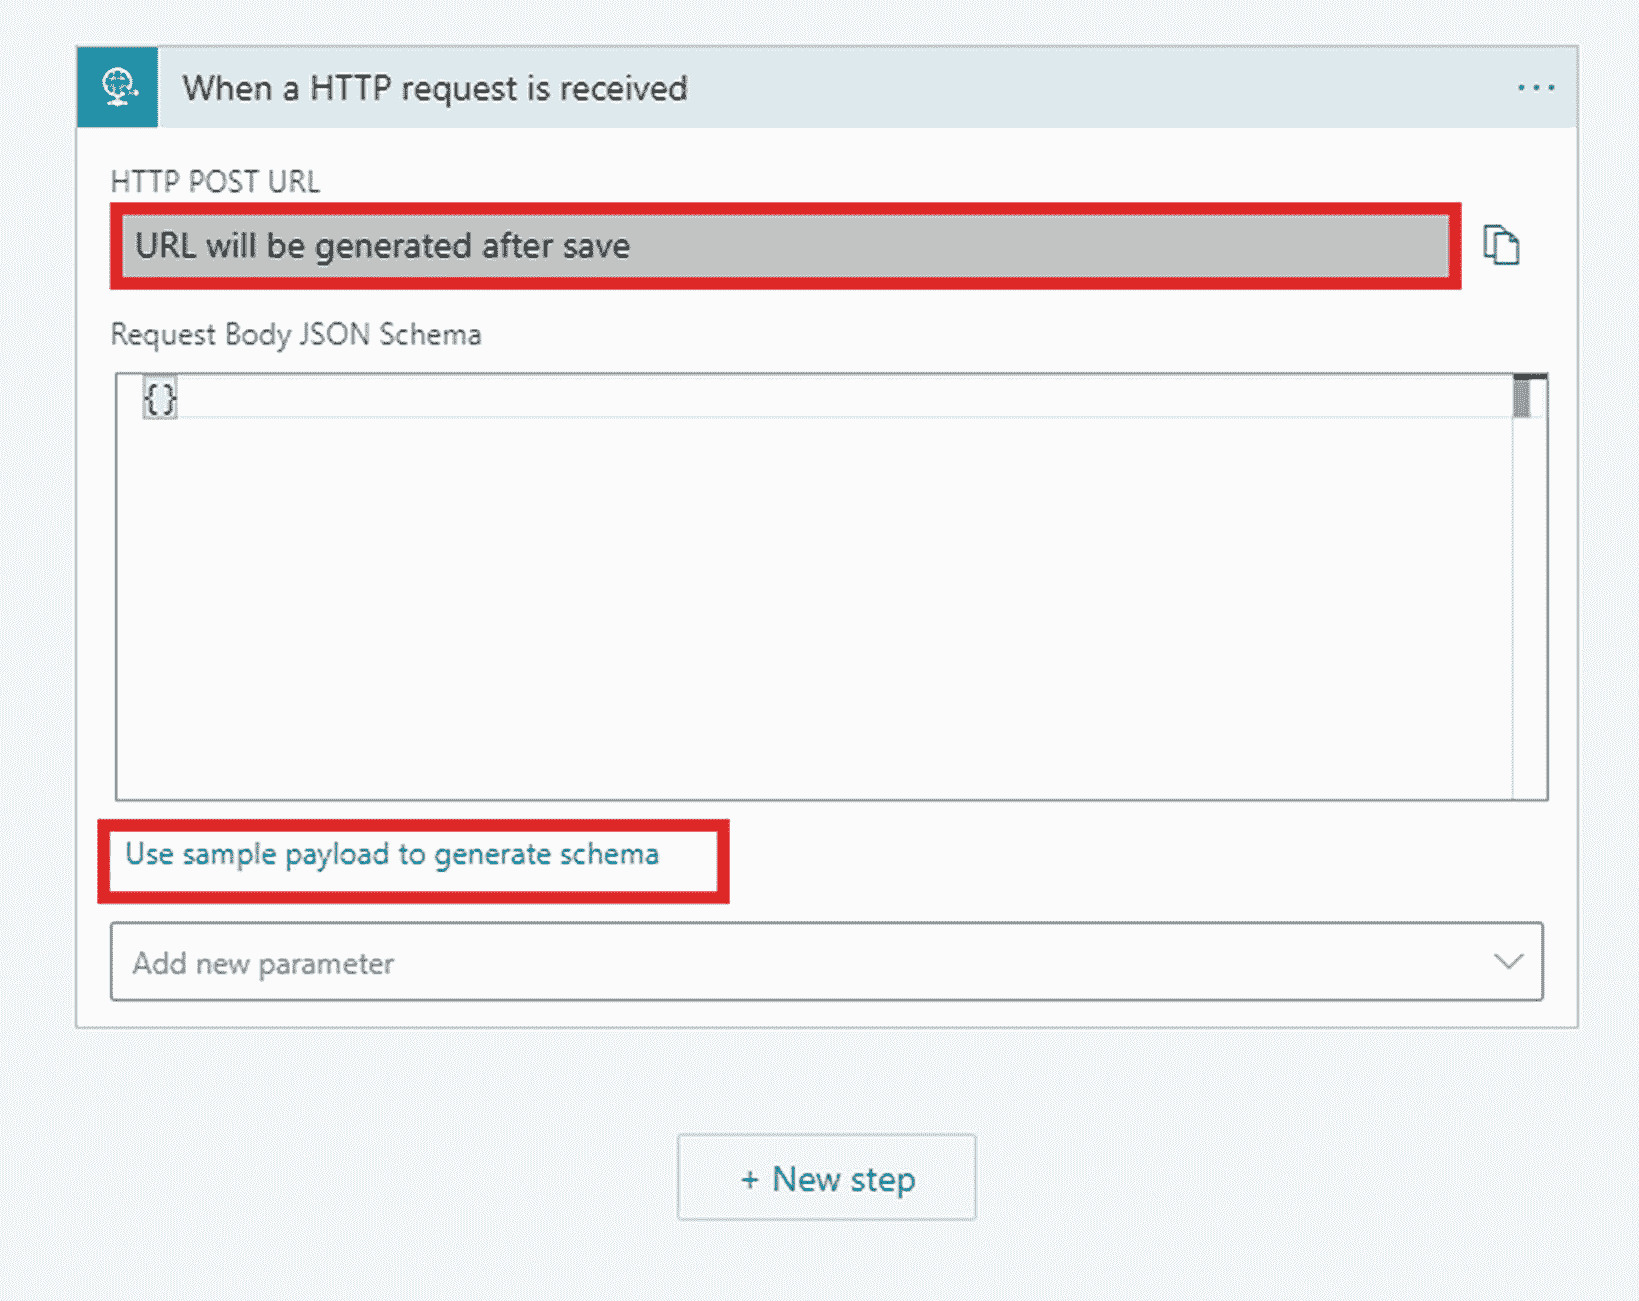 When a HTTP request is received
HTTP POST URL
URL will be generated after save
Request Body JSON Schema
{}
Use sample payload to generate schema
Add new parameter
+ New step